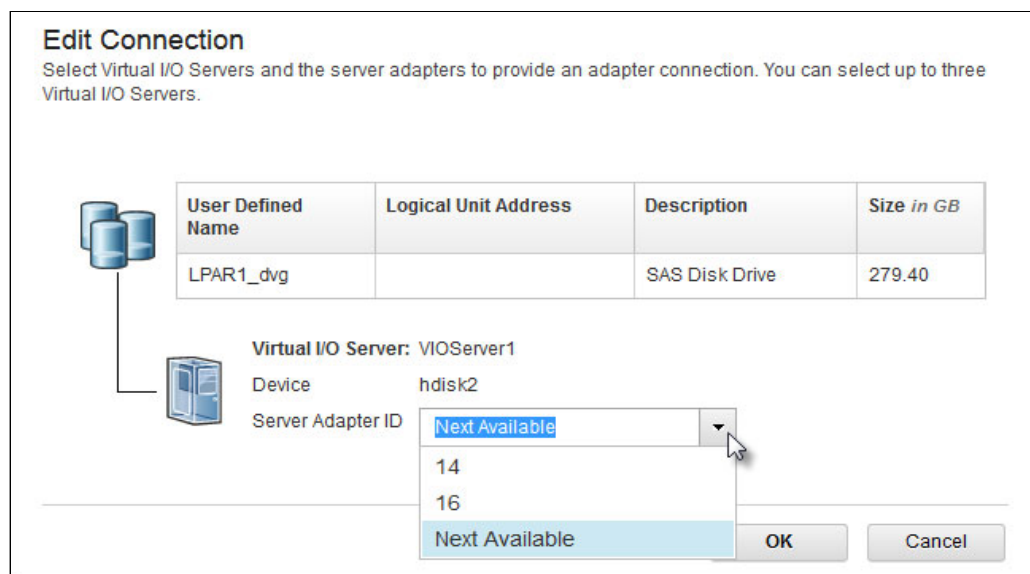 Edit Connection
Select Virtual I/O Servers and the server adapters to provide an adapter connection. You can select up to three
Virtual I/O Servers.
User Defined Name Logical Unit Address Description Size in GB
LPAR1_dvg SAS Disk Drive 279.40
Virtual I/O Server: VIOServer1
Device hdisk2
Server Adapter ID Next Available
14
16
Next Available
OK Cancel